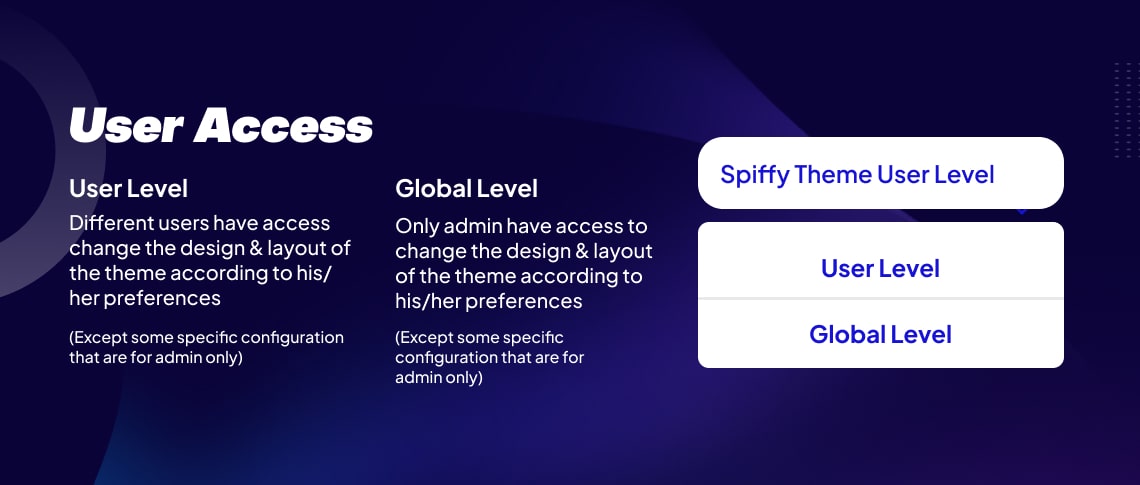 User Access
User Level
Different users have access
change the design & layout of
the theme according to his/
her preferences
(Except some specific configuration
that are for admin only)
Global Level
Only admin have access to
change the design & layout
of the theme according to
his/her preferences
(Except some specific
configuration that are for
admin only)
Spiffy Theme User Level
User Level
Global Level